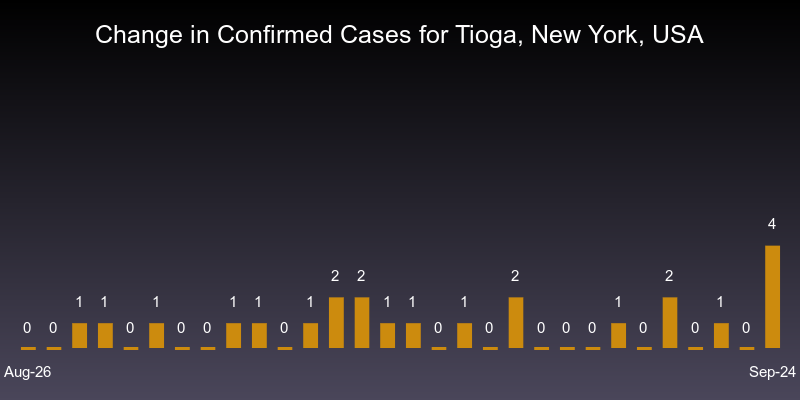 Change in Confirmed Cases for Tioga, New York, USA
4
2 2 2 2
1 1 1 1 1 1 1 1 1 1 1
0 0 0 0 0 0 0 0 0 0 0 0 0 0
Aug-26 Sep-24